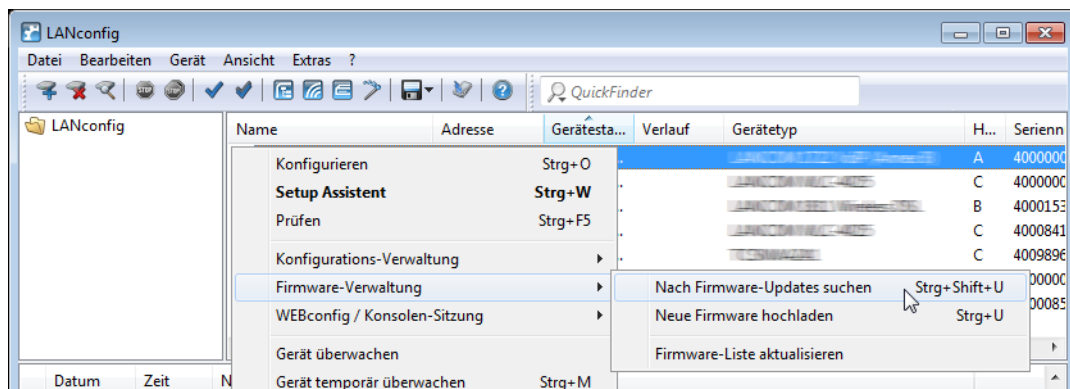 LANconfig
Datei Bearbeiten Gerät Ansicht Extras ?
QuickFinder
LANconfig
Name Adresse Gerätesta... Verlauf Gerätetyp H... Serienn
A 4000000
C 4000000
B 4000153
C 4000841
C 4009896
Konfigurieren Strg+O
Setup Assistent Strg+W
Prüfen Strg+F5
Konfigurations-Verwaltung
Firmware-Verwaltung
WEBconfig / Konsolen-Sitzung
Gerät überwachen
Gerät temporär überwachen Strg+M
Nach Firmware-Updates suchen Strg+Shift+U
Neue Firmware hochladen Strg+U
Firmware-Liste aktualisieren
Datum Zeit N